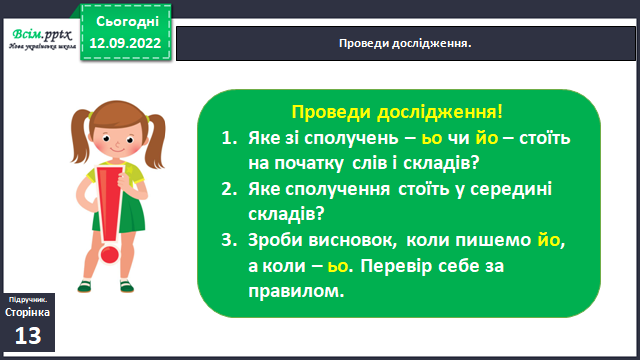 Всім.pptx
Нова українська школа
Сьогодні
12.09.2022
Проведи дослідження.
Проведи дослідження!
1. Яке зі сполучень – ьо чи йо – стоїть
на початку слів і складів?
2. Яке сполучення стоїть у середині
складів?
3. Зроби висновок, коли пишемо йо,
а коли – ьо. Перевір себе за
правилом.
Підручник.
Сторінка
13